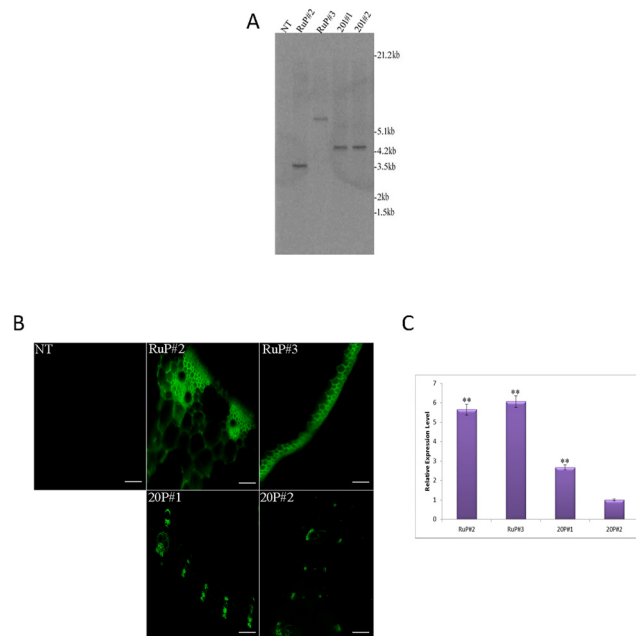 A
NT
RuP#2
RuP#3
201#1
201#2
-21.2kb
-5.1kb
-4.2kb
-3.5kb
-2kb
-1.5kb
B
NT
RuP#2
RuP#3
20P#1
20P#2
C
Relative Expression Level
7
6
5
4
3
2
1
0
**
**
**
RuP#2
RuP#3
20P#1
20P#2